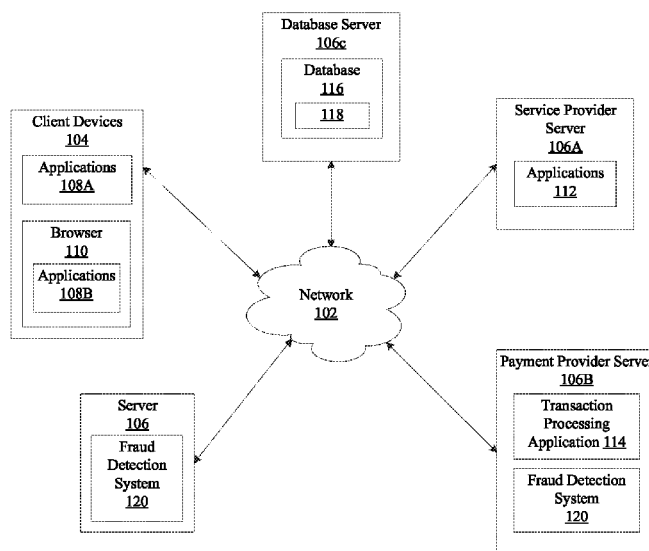 Database Server
106c
Database
116
118
Client Devices
104
Applications
108A
Browser
110
Applications
108B
Service Provider
Server
106A
Applications
112
Network
102
Server
106
Fraud
Detection
System
120
Payment Provider Server
106B
Transaction
Processing
Application 114
Fraud Detection
System
120